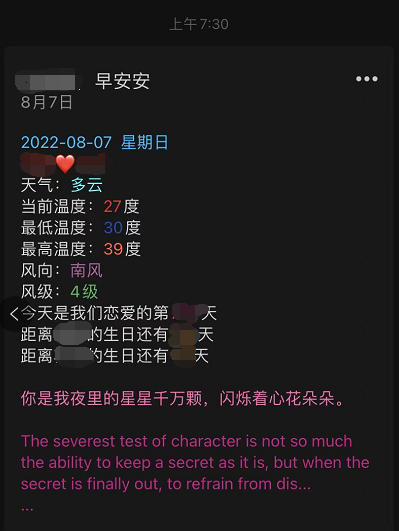 上午 7:30
早安安
8月7日
2022-08-07 星期日
天气：多云
当前温度：27度
最低温度：30度
最高温度：39度
风向：南风
风级：4级
今天是我们恋爱的第 天
距离 的生日还有 天
距离 的生日还有 天
你是我夜里的星星千万颗，闪烁着心花朵朵。
The severest test of character is not so much
the ability to keep a secret as it is, but when the
secret is finally out, to refrain from dis...
...